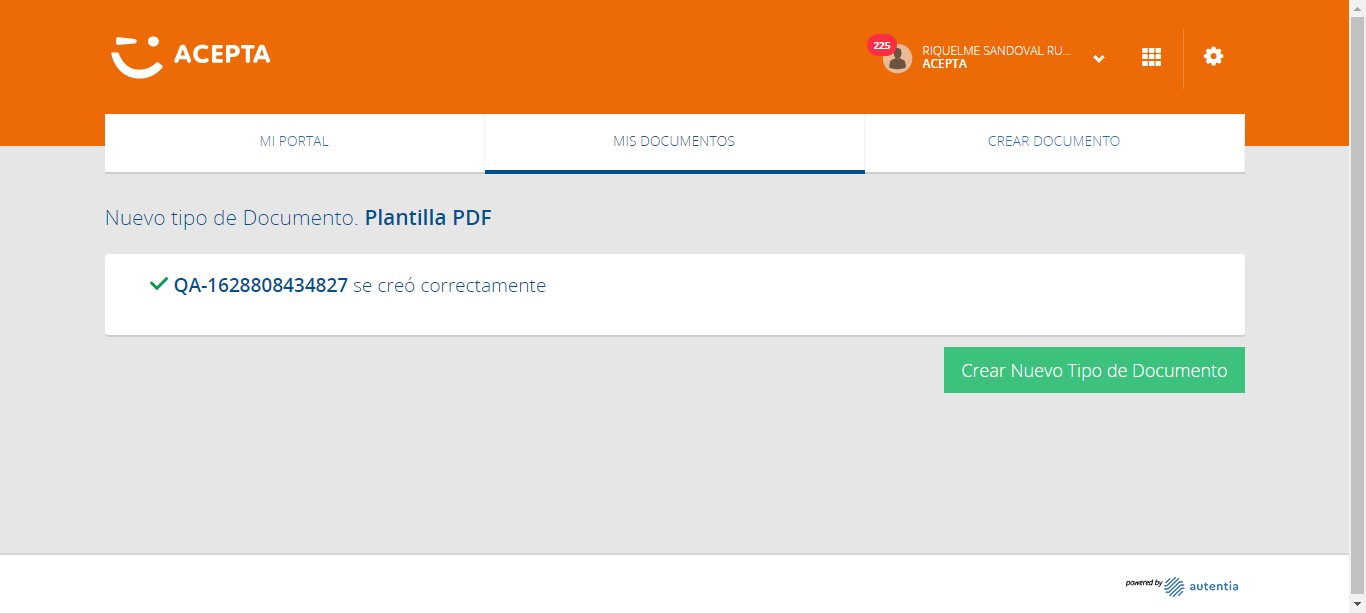 ACEPTA
225
RIQUELME SANDOVAL RU...
ACEPTA
MI PORTAL
MIS DOCUMENTOS
CREAR DOCUMENTO
Nuevo tipo de Documento. Plantilla PDF
QA-1628808434827 se creó correctamente
Crear Nuevo Tipo de Documento
powered by autentia